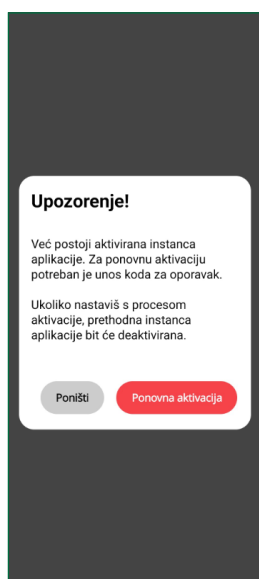 Upozorenje!
Već postoji aktivirana instanca
aplikacije. Za ponovnu aktivaciju
potreban je unos koda za oporavak.
Ukoliko nastaviš s procesom
aktivacije, prethodna instanca
aplikacije bit će deaktivirana.
Poništi
Ponovna aktivacija